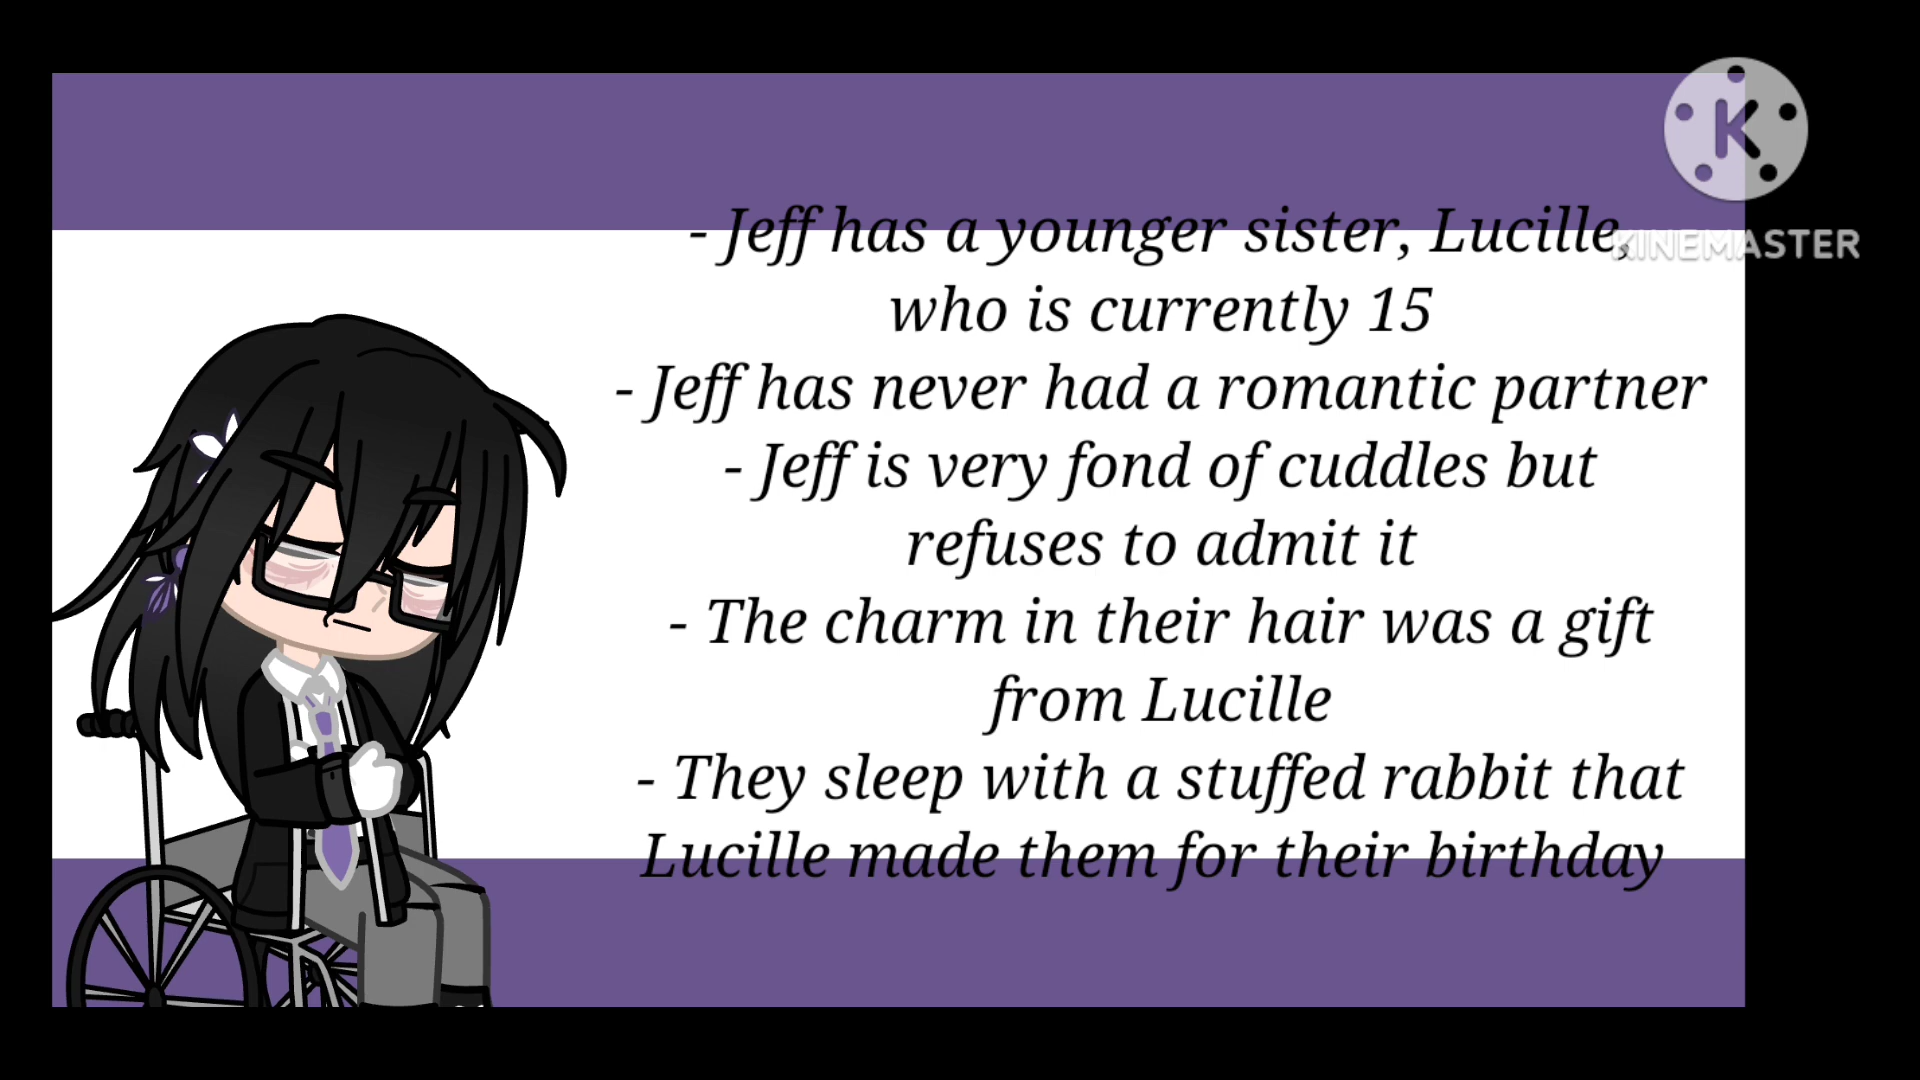 - Jeff has a younger sister, Lucille,
who is currently 15
- Jeff has never had a romantic partner
- Jeff is very fond of cuddles but
refuses to admit it
- The charm in their hair was a gift
from Lucille
- They sleep with a stuffed rabbit that
Lucille made them for their birthday
K
KINEMASTER